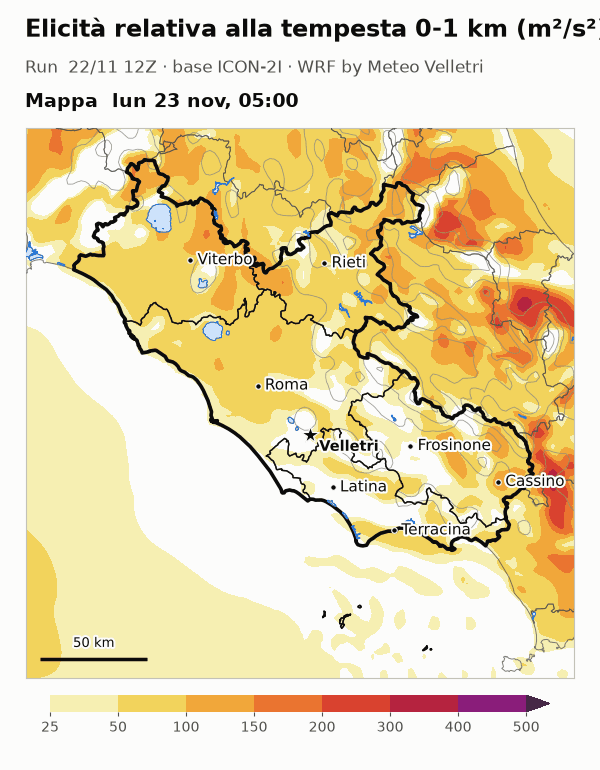 Elicità relativa alla tempesta 0-1 km (m²/s²)
Run 22/11 12Z · base ICON-2I · WRF by Meteo Velletri
Mappa lun 23 nov, 05:00
Viterbo
Rieti
Roma
Velletri
Frosinone
Cassino
Latina
Terracina
50 km
25 50 100 150 200 300 400 500